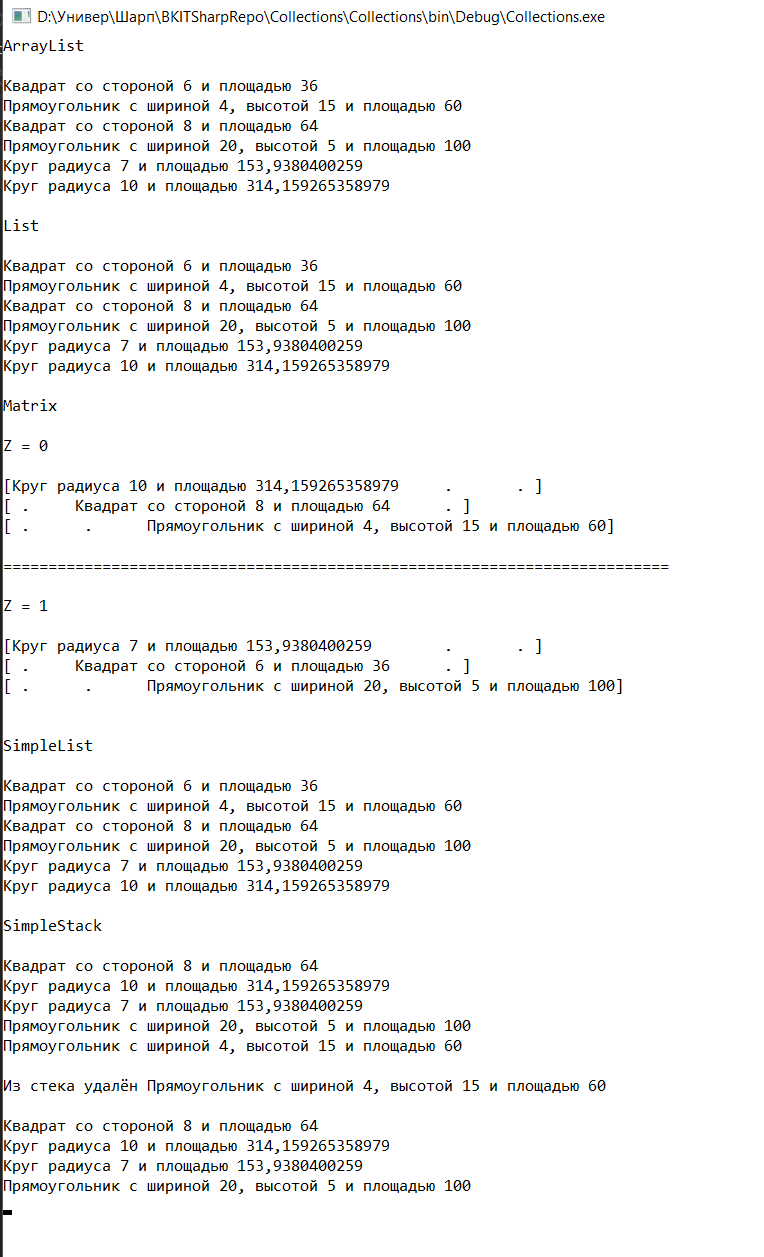 D:\Универ\Шарп\BKITSharpRepo\Collections\Collections\bin\Debug\Collections.exe
ArrayList
Квадрат со стороной 6 и площадью 36
Прямоугольник с шириной 4, высотой 15 и площадью 60
Квадрат со стороной 8 и площадью 64
Прямоугольник с шириной 20, высотой 5 и площадью 100
Круг радиуса 7 и площадью 153,9380400259
Круг радиуса 10 и площадью 314,159265358979
List
Квадрат со стороной 6 и площадью 36
Прямоугольник с шириной 4, высотой 15 и площадью 60
Квадрат со стороной 8 и площадью 64
Прямоугольник с шириной 20, высотой 5 и площадью 100
Круг радиуса 7 и площадью 153,9380400259
Круг радиуса 10 и площадью 314,159265358979
Matrix
Z = 0
[Круг радиуса 10 и площадью 314,159265358979     .       . ]
[ .     Квадрат со стороной 8 и площадью 64      . ]
[ .      .      Прямоугольник с шириной 4, высотой 15 и площадью 60]
==========================================================================
Z = 1
[Круг радиуса 7 и площадью 153,9380400259        .       . ]
[ .     Квадрат со стороной 6 и площадью 36      . ]
[ .      .      Прямоугольник с шириной 20, высотой 5 и площадью 100]
SimpleList
Квадрат со стороной 6 и площадью 36
Прямоугольник с шириной 4, высотой 15 и площадью 60
Квадрат со стороной 8 и площадью 64
Прямоугольник с шириной 20, высотой 5 и площадью 100
Круг радиуса 7 и площадью 153,9380400259
Круг радиуса 10 и площадью 314,159265358979
SimpleStack
Квадрат со стороной 8 и площадью 64
Круг радиуса 10 и площадью 314,159265358979
Круг радиуса 7 и площадью 153,9380400259
Прямоугольник с шириной 20, высотой 5 и площадью 100
Прямоугольник с шириной 4, высотой 15 и площадью 60
Из стека удалён Прямоугольник с шириной 4, высотой 15 и площадью 60
Квадрат со стороной 8 и площадью 64
Круг радиуса 10 и площадью 314,159265358979
Круг радиуса 7 и площадью 153,9380400259
Прямоугольник с шириной 20, высотой 5 и площадью 100